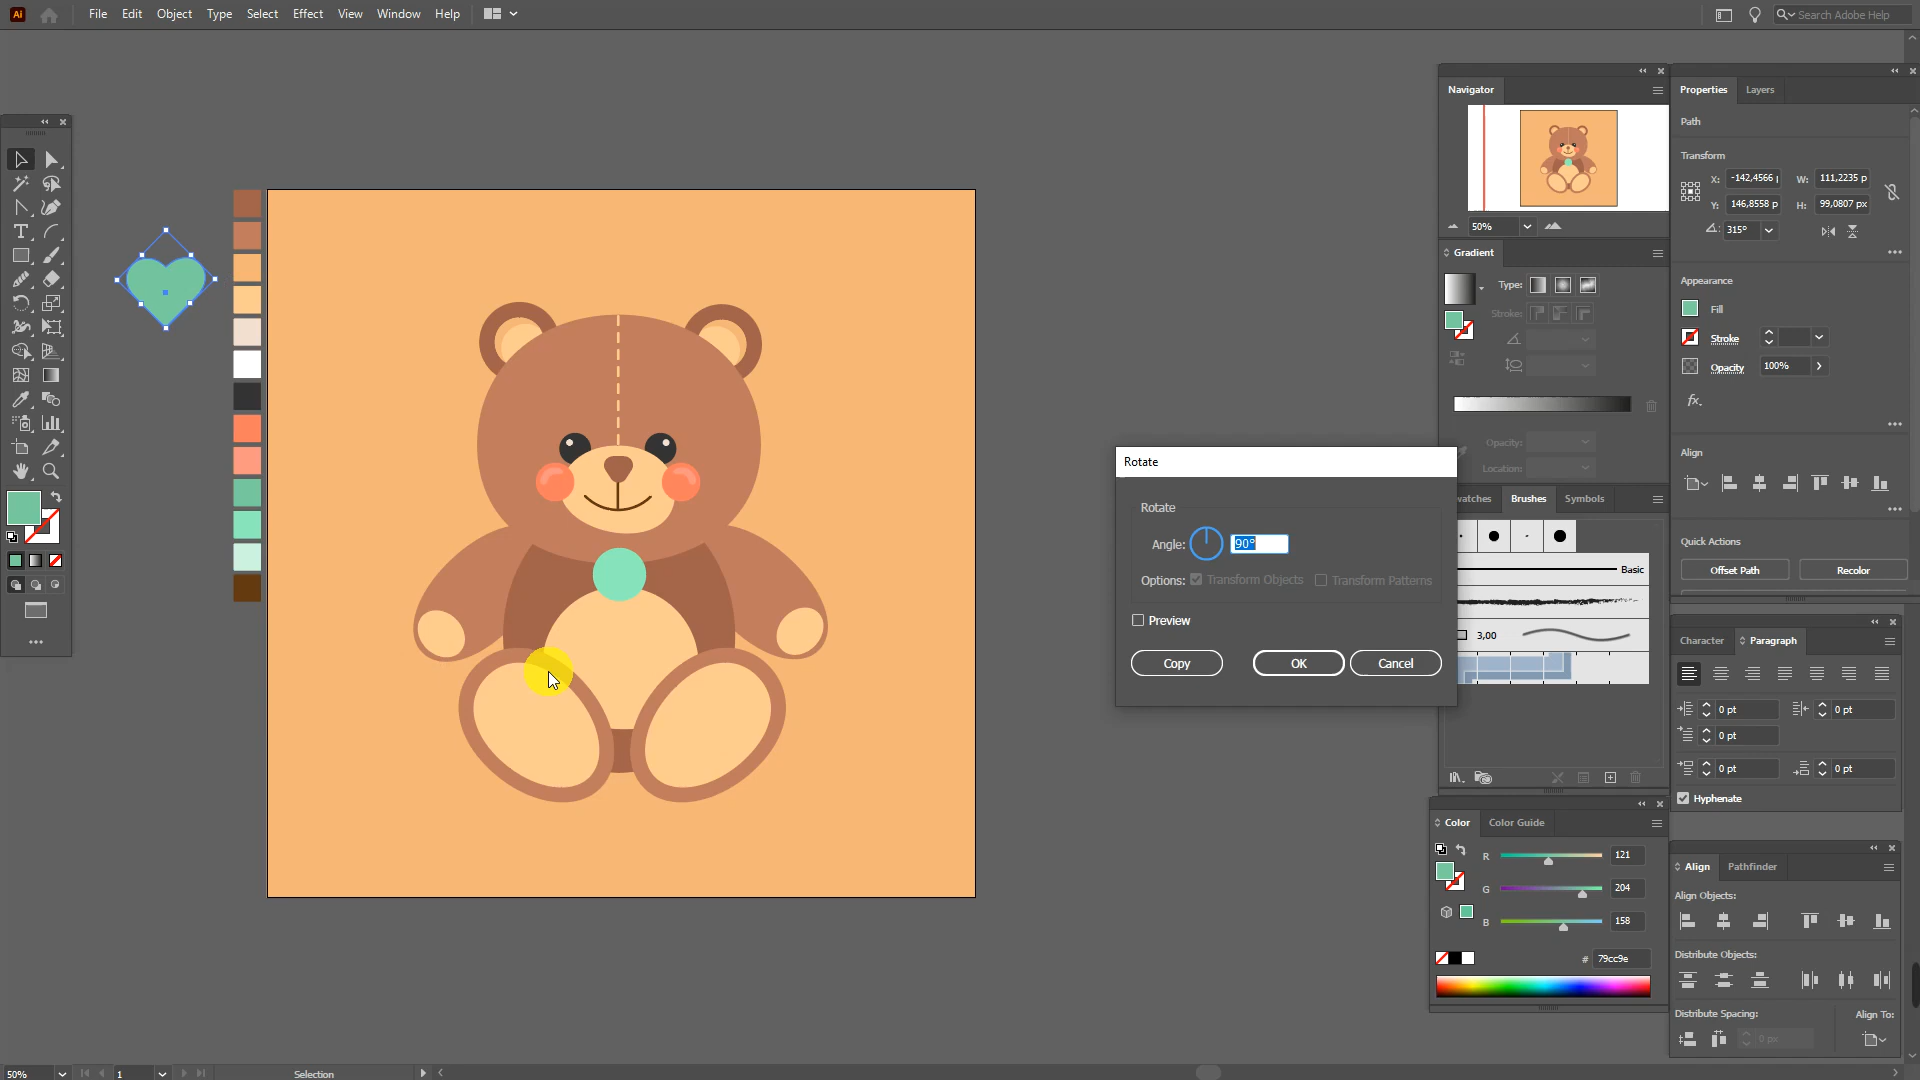 Ai File Edit Object Type Select Effect View Window Help Search Adobe Help
Navigator
50%
Gradient
Type:
Stroke:
Opacity:
Location:
watches Brushes Symbols
Basic
3,00
Color Color Guide
R 121
G 204
B 158
# 79cc9e
Properties Layers
Path
Transform
X: -142,4566 p W: 111,2235 p
Y: 146,8558 p H: 99,0807 px
315°
Appearance
Fill
Stroke
Opacity 100%
fx.
Align
Quick Actions
Offset Path Recolor
Character Paragraph
0 pt 0 pt
0 pt
0 pt 0 pt
Hyphenate
Align Pathfinder
Align Objects:
Distribute Objects:
Distribute Spacing: Align To:
0 px
Rotate
Rotate
Angle: 90°
Options: Transform Objects Transform Patterns
Preview
Copy OK Cancel
50% 1 Selection